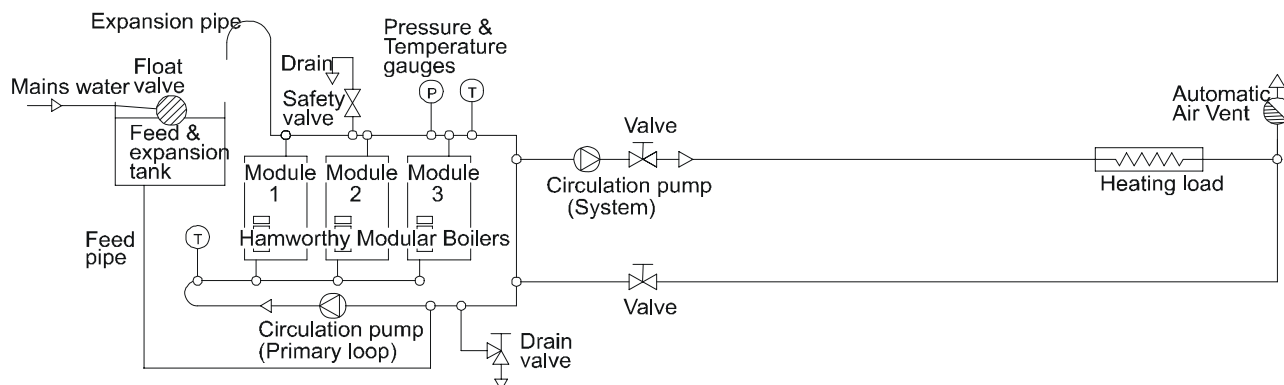 Expansion pipe
Pressure &
Temperature
gauges
Drain
Float
valve
Mains water
Safety
valve
P
T
Automatic
Air Vent
Valve
Feed &
expansion
tank
Module
1
Module
2
Module
3
Circulation pump
(System)
Heating load
Feed
pipe
T
Hamworthy Modular Boilers
Valve
Circulation pump
(Primary loop)
Drain
valve